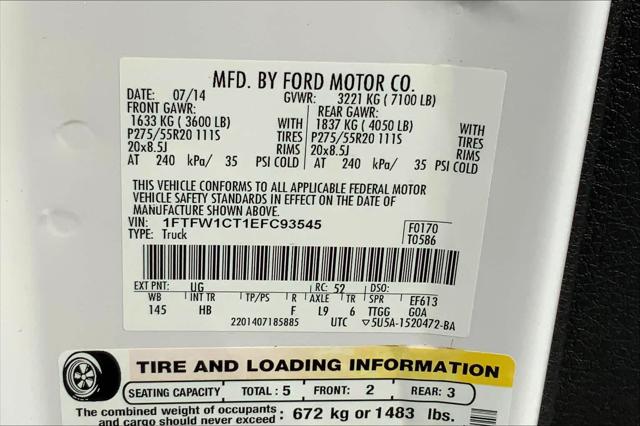 MFD. BY FORD MOTOR CO.
DATE: 07/14 GVWR: 3221 KG ( 7100 LB)
FRONT GAWR: REAR GAWR:
1633 KG ( 3600 LB) WITH 1837 KG ( 4050 LB) WITH
P275/55R20 111S TIRES P275/55R20 111S TIRES
20x8.5J RIMS 20x8.5J RIMS
AT 240 kPa/ 35 PSI COLD AT 240 kPa/ 35 PSI COLD
THIS VEHICLE CONFORMS TO ALL APPLICABLE FEDERAL MOTOR
VEHICLE SAFETY STANDARDS IN EFFECT ON THE DATE OF
MANUFACTURE SHOWN ABOVE.
VIN: 1FTFW1CT1EFC93545 F0170
TYPE: Truck T0586
EXT PNT: UG RC: 52 EF613
WB INT TR TP/PS R AXLE TR SPR
145 HB F L9 6 TTGG GOA
2201407185885 UTC ▽5U5A-1520472-BA
TIRE AND LOADING INFORMATION
SEATING CAPACITY TOTAL : 5 FRONT: 2 REAR: 3
The combined weight of occupants
and cargo should never exceed : 672 kg or 1483 lbs.